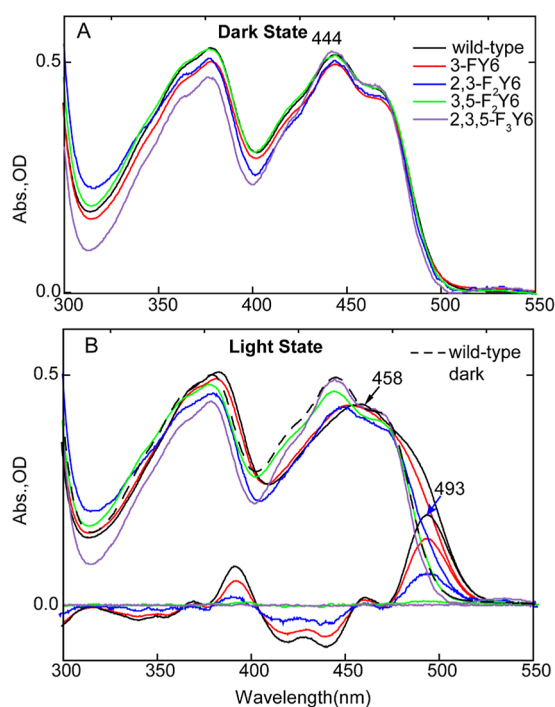 A
Dark State
444
wild-type
3-FY6
2,3-F₂Y6
3,5-F₂Y6
2,3,5-F₃Y6
0.5
Abs.,OD
0.0
300 350 400 450 500 550
B
Light State
wild-type
dark
458
493
0.5
Abs.,OD
0.0
300 350 400 450 500 550
Wavelength(nm)